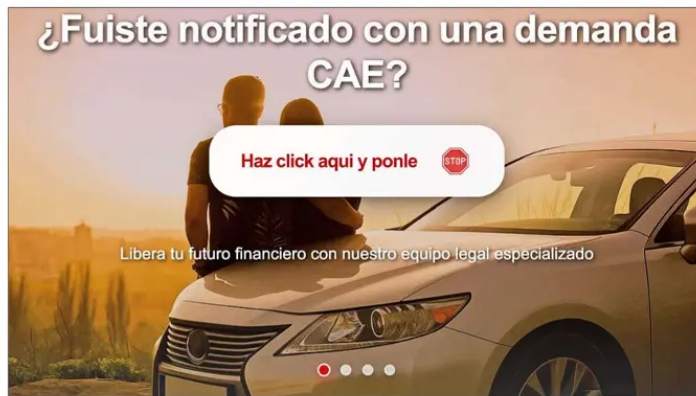 ¿Fuiste notificado con una demanda
CAE?
Haz click aqui y ponle STOP
Libera tu futuro financiero con nuestro equipo legal especializado